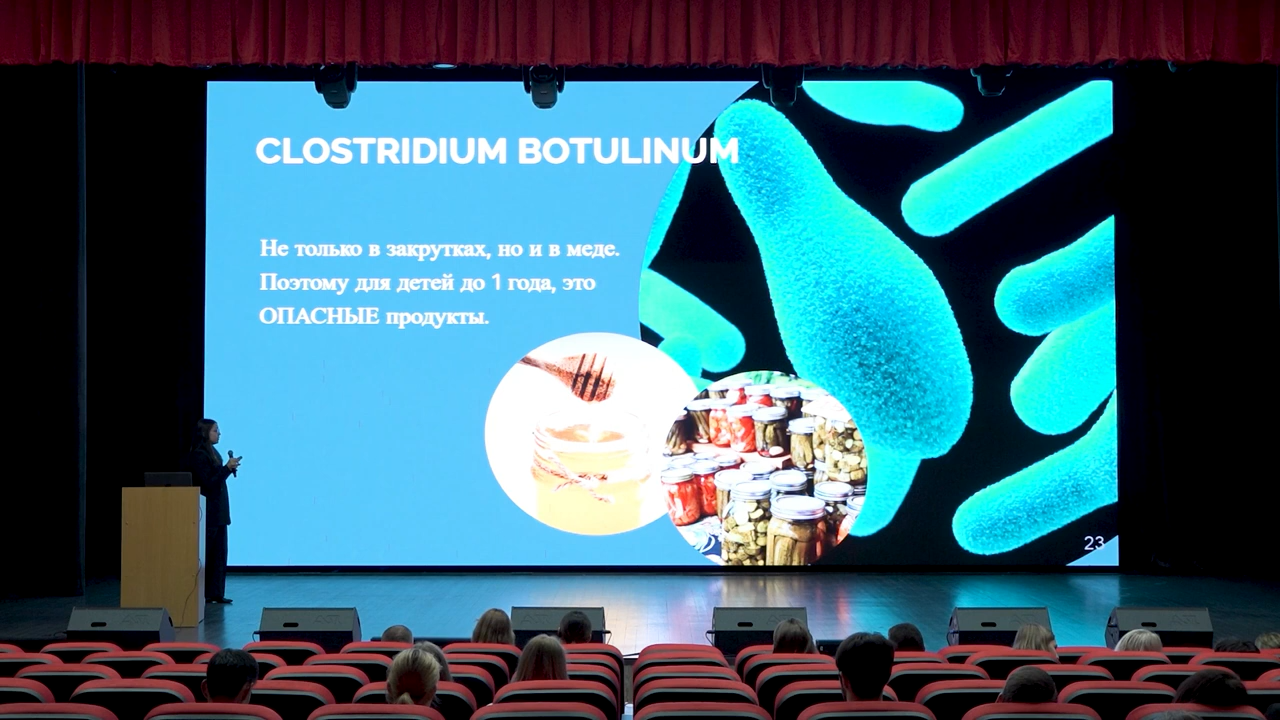 CLOSTRIDIUM BOTULINUM
Не только в закрутках, но и в меде.
Поэтому для детей до 1 года, это
ОПАСНЫЕ продукты.
23